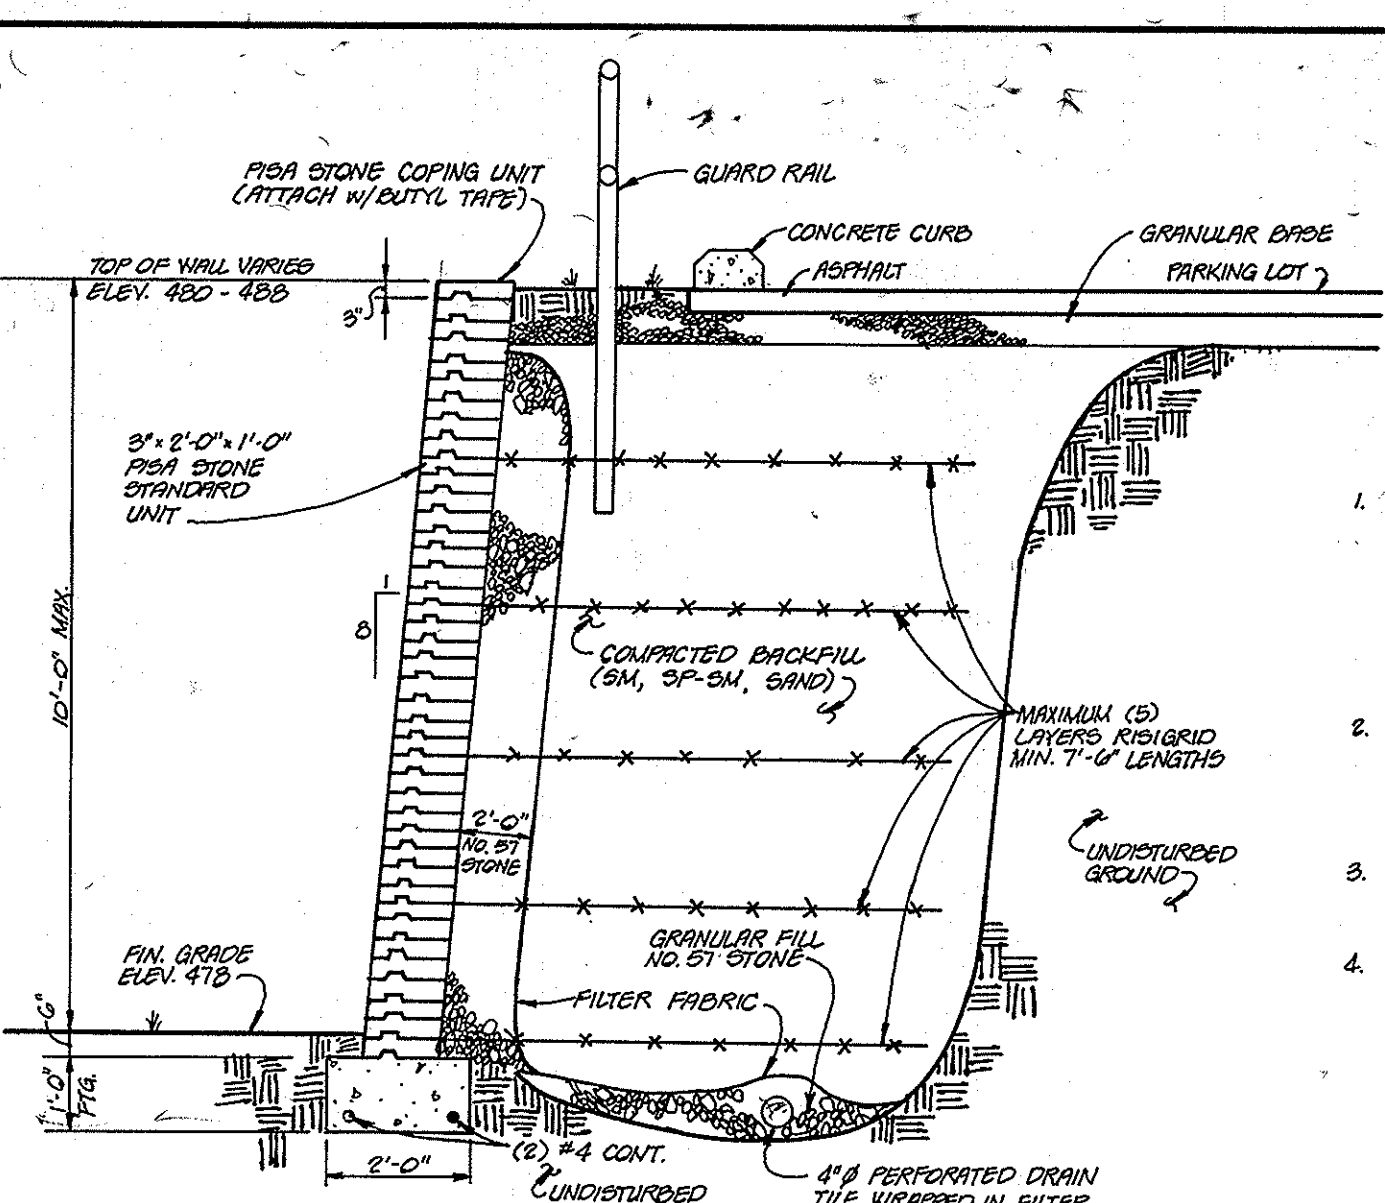 PISA STONE COPING UNIT
(ATTACH W/BUTYL TAPE)
GUARD RAIL
CONCRETE CURB
GRANULAR BASE
TOP OF WALL VARIES
ELEV. 480 - 488
ASPHALT
PARKING LOT
3"
3" x 2'-0" x 1'-0"
PISA STONE
STANDARD
UNIT
1.
1
8
10'-0" MAX.
COMPACTED BACKFILL
(SM, SP-SM, SAND)
MAXIMUM (5)
LAYERS RISIGRID
MIN. 7'-6" LENGTHS
2.
2'-0"
NO. 57
STONE
UNDISTURBED
GROUND
3.
FIN. GRADE
ELEV. 478
GRANULAR FILL
NO. 57 STONE
4.
FILTER FABRIC
6"
1'-0"
FTG.
2'-0"
(2) #4 CONT.
UNDISTURBED
4"Ø PERFORATED DRAIN
TILE WRAPPED IN FILTER